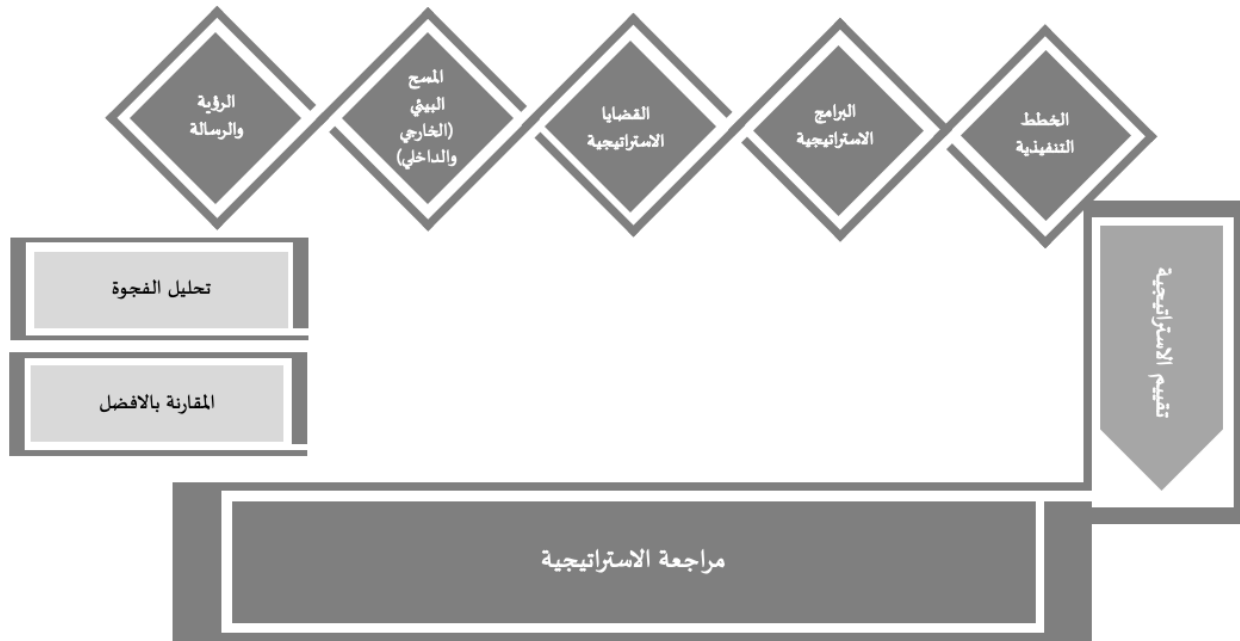 الرؤية
والرسالة
المسح
البيئي
(الخارجي
والداخلي)
القضايا
الاستراتيجية
البرامج
الاستراتيجية
الخطط
التنفيذية
تحليل الفجوة
المقارنة بالافضل
تقييم الاستراتيجية
مراجعة الاستراتيجية